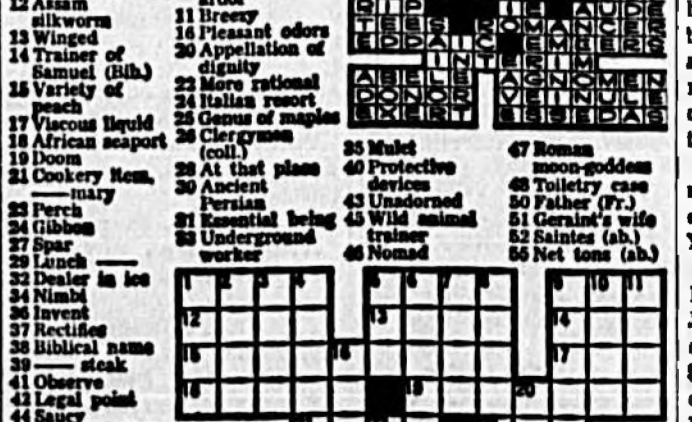 12 Assam
silkworm
13 Winged
14 Trainer of
Samuel (Bib.)
15 Variety of
peach
17 Viscous liquid
18 African seaport
19 Doom
21 Cookery item,
——mary
23 Perch
24 Gibbon
27 Spar
29 Lunch ——
32 Dealer in ice
34 Nimbi
36 Invent
37 Rectifies
38 Biblical name
39 —— steak
41 Observe
42 Legal point
44 Saucy
11 Breezy
16 Pleasant odors
20 Appellation of
dignity
22 More rational
24 Italian resort
25 Genus of maples
26 Clergymen
(coll.)
28 At that place
30 Ancient
Persian
31 Essential being
33 Underground
worker
35 Mulct
40 Protective
devices
43 Unadorned
45 Wild animal
trainer
46 Nomad
47 Roman
moon-goddess
48 Toiletry case
50 Father (Fr.)
51 Geraint's wife
52 Saintes (ab.)
55 Net tons (ab.)
RIP IE AUDE
TEES ROMANCERS
EDDAIC EMEERS
INTERIM
ABELE AGNOMEN
DONOR VEINULE
EXERT ESSEDAS
1 2 3 4 5 6 7 8 9 10 11
12 13 14
15 16 17
18 19 20